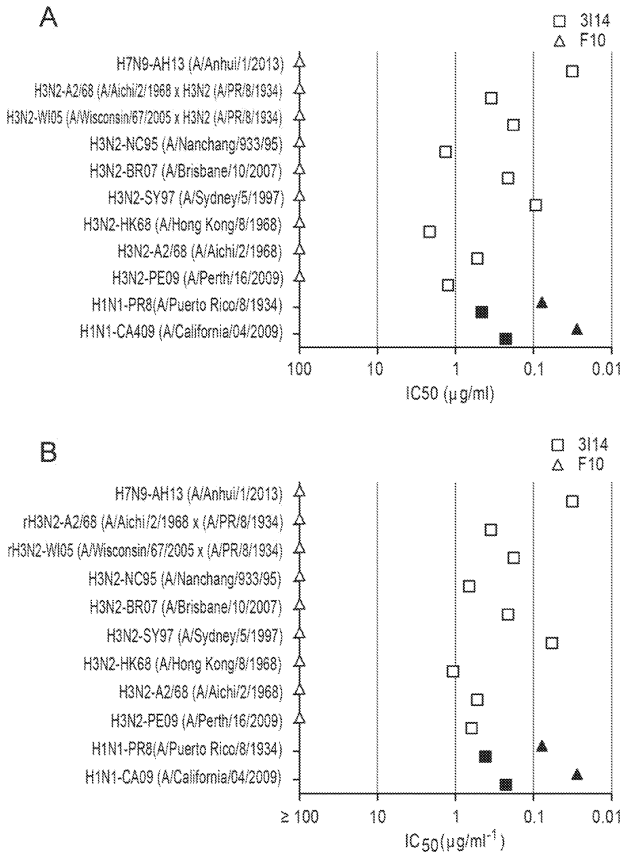 A
3I14
F10
H7N9-AH13 (A/Anhui/1/2013)
H3N2-A2/68 (A/Aichi/2/1968 x H3N2 (A/PR/8/1934)
H3N2-WI05 (A/Wisconsin/67/2005 x H3N2 (A/PR/8/1934)
H3N2-NC95 (A/Nanchang/933/95)
H3N2-BR07 (A/Brisbane/10/2007)
H3N2-SY97 (A/Sydney/5/1997)
H3N2-HK68 (A/Hong Kong/8/1968)
H3N2-A2/68 (A/Aichi/2/1968)
H3N2-PE09 (A/Perth/16/2009)
H1N1-PR8(A/Puerto Rico/8/1934)
H1N1-CA409 (A/California/04/2009)
100 10 1 0.1 0.01
IC50 (µg/ml)
B
3I14
F10
H7N9-AH13 (A/Anhui/1/2013)
rH3N2-A2/68 (A/Aichi/2/1968 x (A/PR/8/1934)
rH3N2-WI05 (A/Wisconsin/67/2005 x (A/PR/8/1934)
H3N2-NC95 (A/Nanchang/933/95)
H3N2-BR07 (A/Brisbane/10/2007)
H3N2-SY97 (A/Sydney/5/1997)
H3N2-HK68 (A/Hong Kong/8/1968)
H3N2-A2/68 (A/Aichi/2/1968)
H3N2-PE09 (A/Perth/16/2009)
H1N1-PR8(A/Puerto Rico/8/1934)
H1N1-CA09 (A/California/04/2009)
≥ 100 10 1 0.1 0.01
IC50(µg/ml-1)